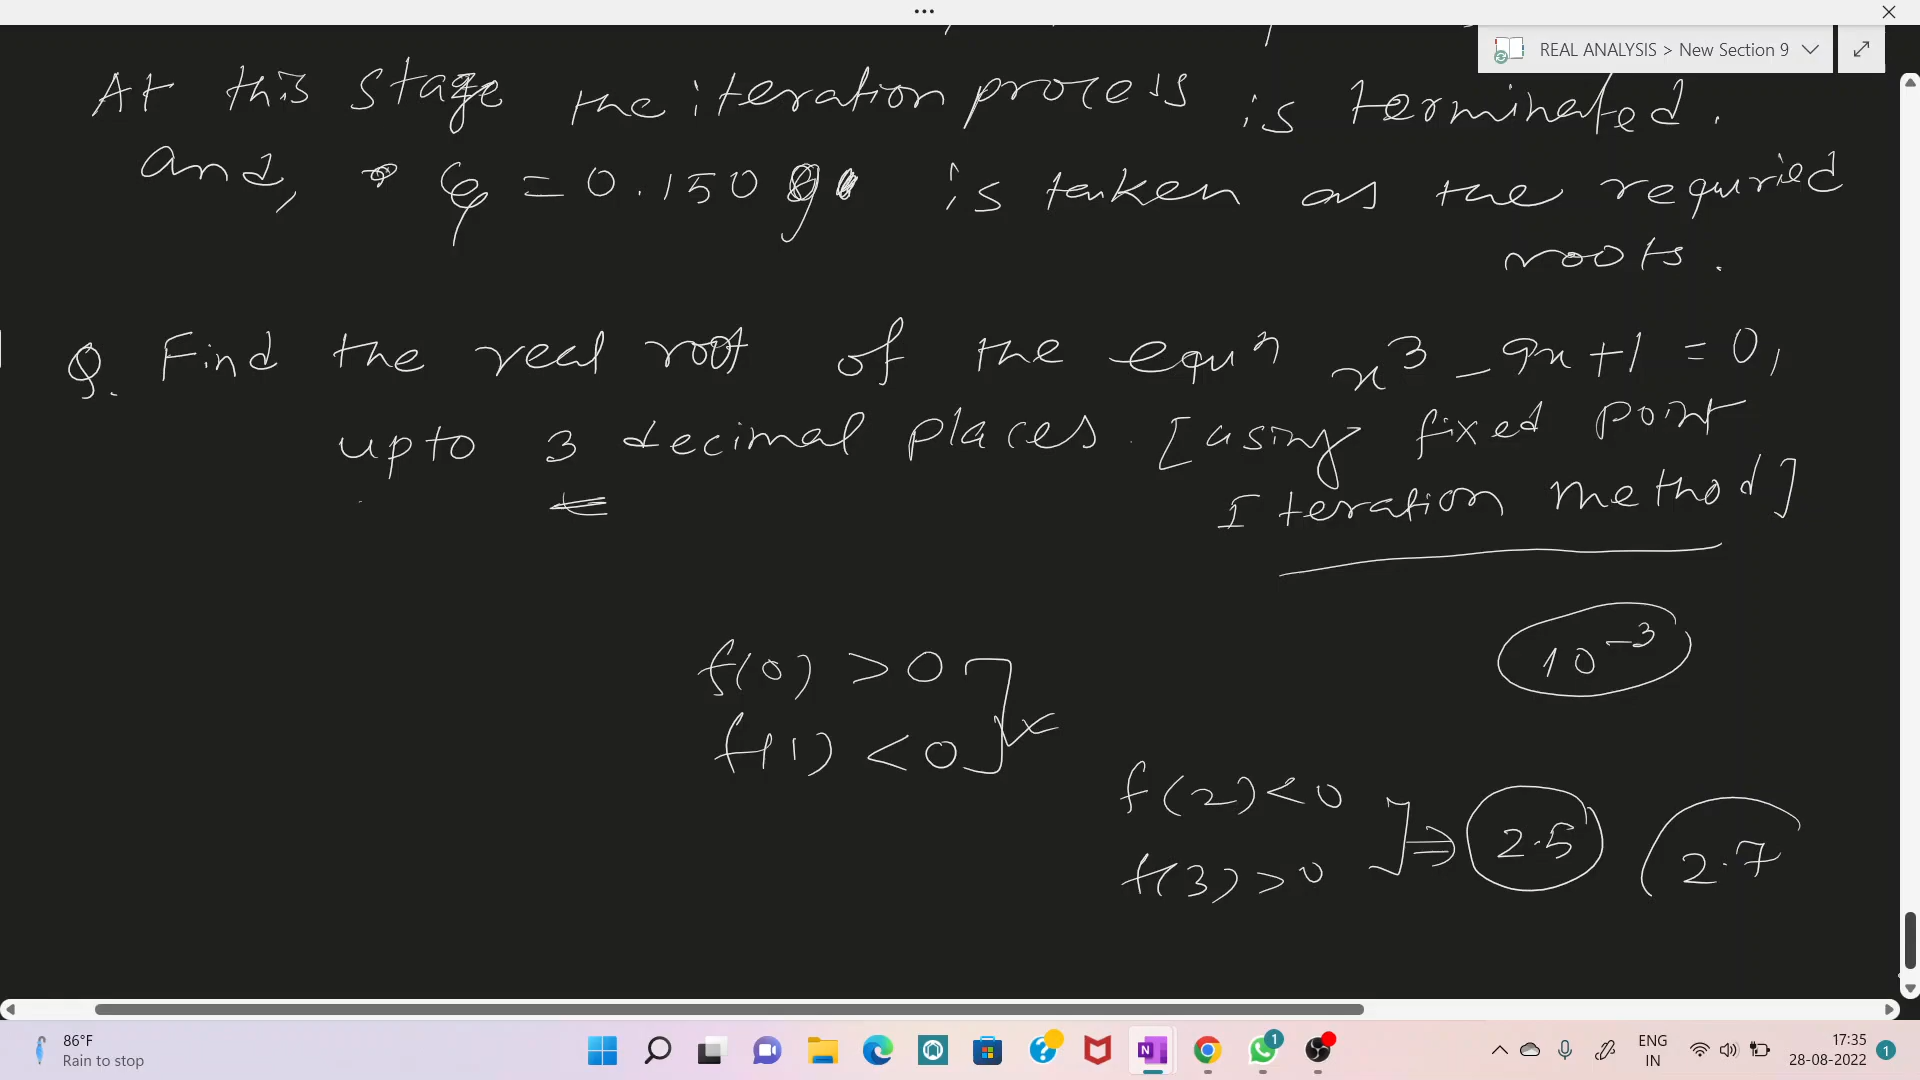 REAL ANALYSIS > New Section 9
At this stage the iteration process is terminated.
and, ξ = 0.150 is taken as the requried
roots.
Q. Find the real root of the equⁿ x³ - 9x + 1 = 0,
upto 3 decimal places. [using fixed point
Iteration method]
10⁻³
f(0) > 0
f(1) < 0
f(2) < 0
f(3) > 0
⇒ 2.5 2.7
86°F
Rain to stop
1
ENG
IN
17:35
28-08-2022
1